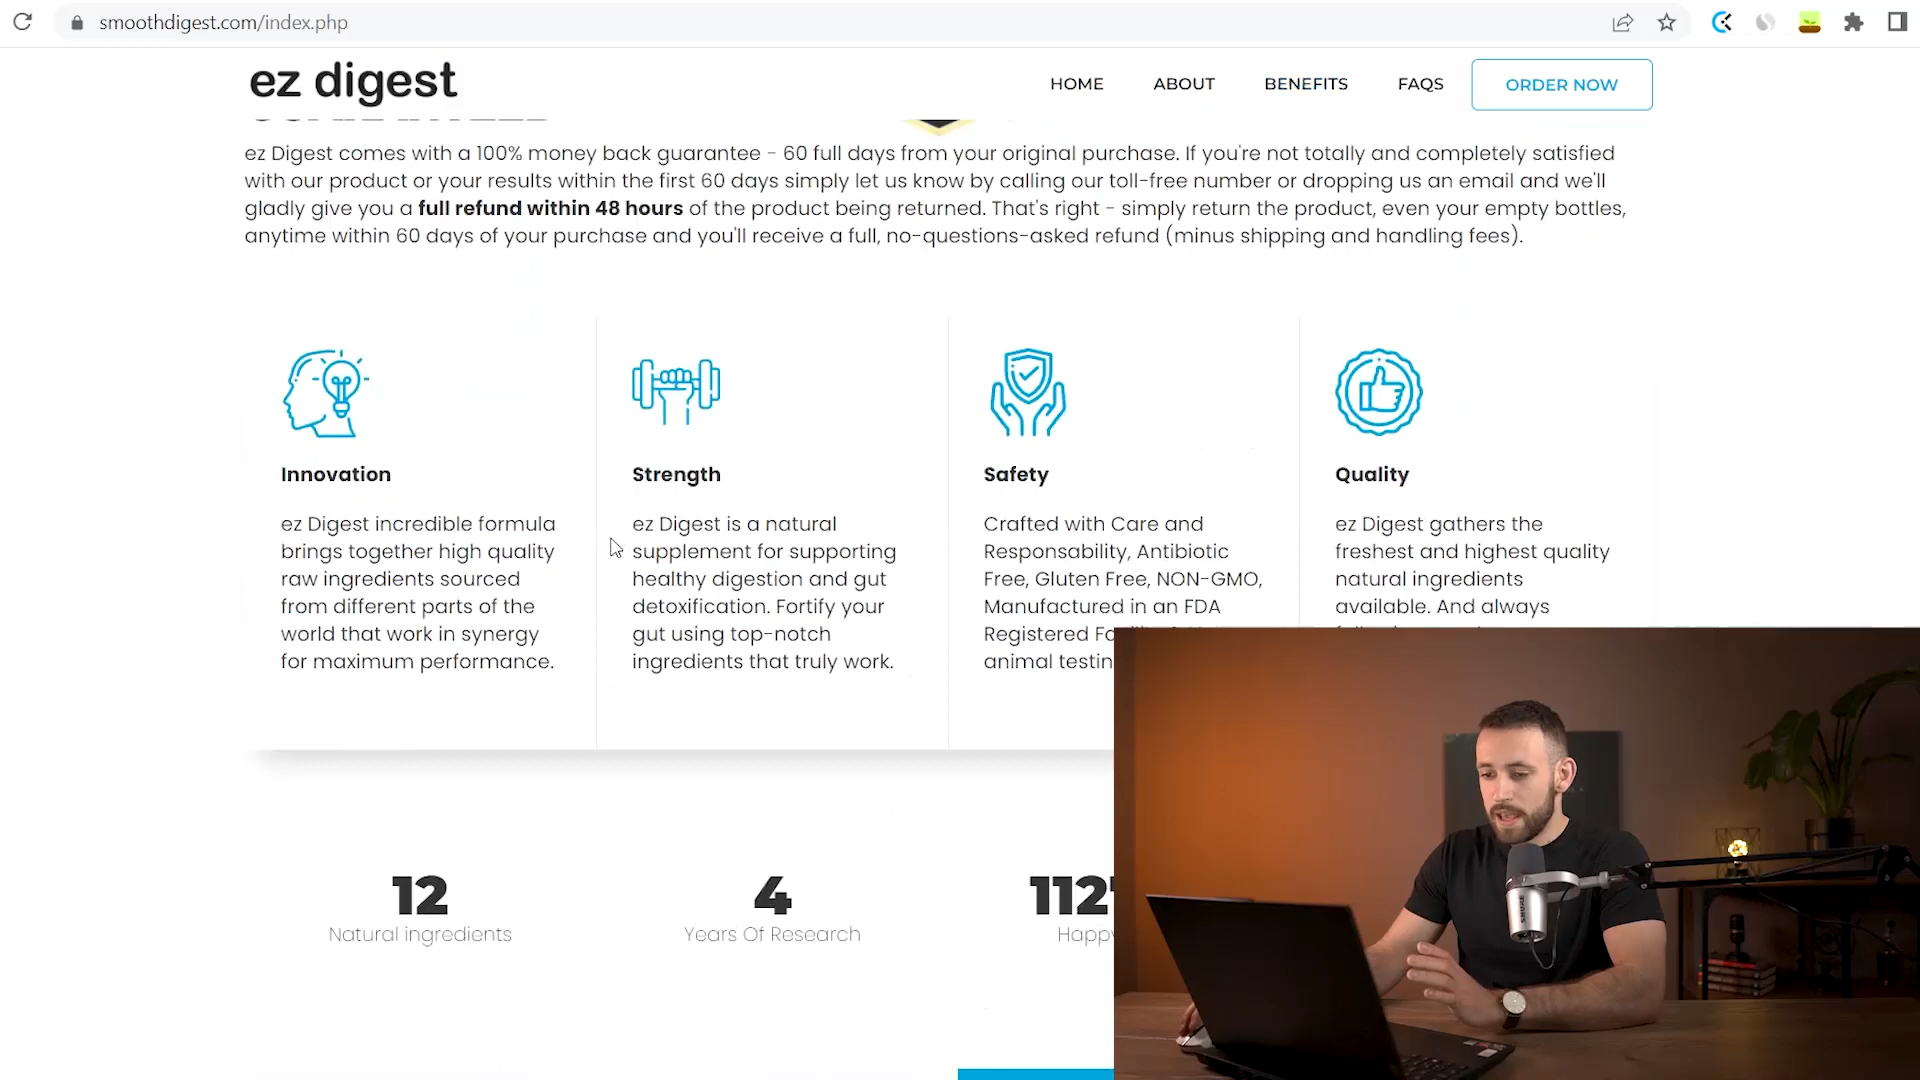 smoothdigest.com/index.php
ez digest
HOME
ABOUT
BENEFITS
FAQS
ORDER NOW
ez Digest comes with a 100% money back guarantee - 60 full days from your original purchase. If you're not totally and completely satisfied
with our product or your results within the first 60 days simply let us know by calling our toll-free number or dropping us an email and we'll
gladly give you a full refund within 48 hours of the product being returned. That's right - simply return the product, even your empty bottles,
anytime within 60 days of your purchase and you'll receive a full, no-questions-asked refund (minus shipping and handling fees).
Innovation
ez Digest incredible formula
brings together high quality
raw ingredients sourced
from different parts of the
world that work in synergy
for maximum performance.
Strength
ez Digest is a natural
supplement for supporting
healthy digestion and gut
detoxification. Fortify your
gut using top-notch
ingredients that truly work.
Safety
Crafted with Care and
Responsability, Antibiotic
Free, Gluten Free, NON-GMO,
Manufactured in an FDA
Registered
animal
Quality
ez Digest gathers the
freshest and highest quality
natural ingredients
available. And always
12
Natural ingredients
4
Years Of Research
112
Happy
SHURE